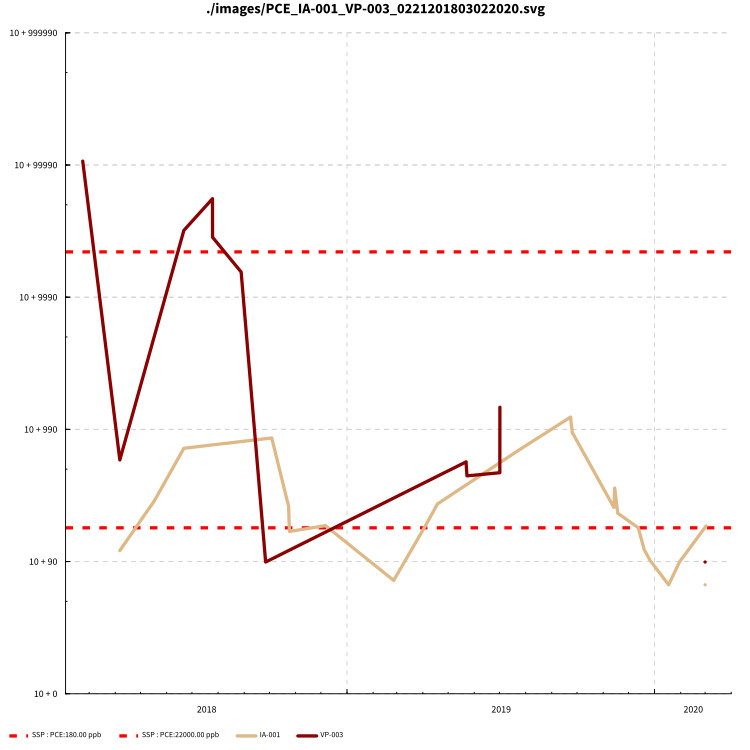 ./images/PCE_IA-001_VP-003_0221201803022020.svg
10 + 999990
10 + 99990
10 + 9990
10 + 990
10 + 90
10 + 0
2018 2019 2020
SSP : PCE:180.00 ppb SSP : PCE:22000.00 ppb IA-001 VP-003